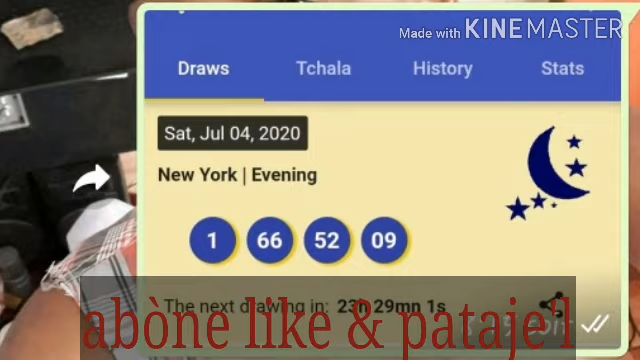 Made with KINEMASTER
Draws Tchala History Stats
Sat, Jul 04, 2020
New York | Evening
1 66 52 09
The next drawing in: 23h 29mn 1s
abòne like & pataje'l